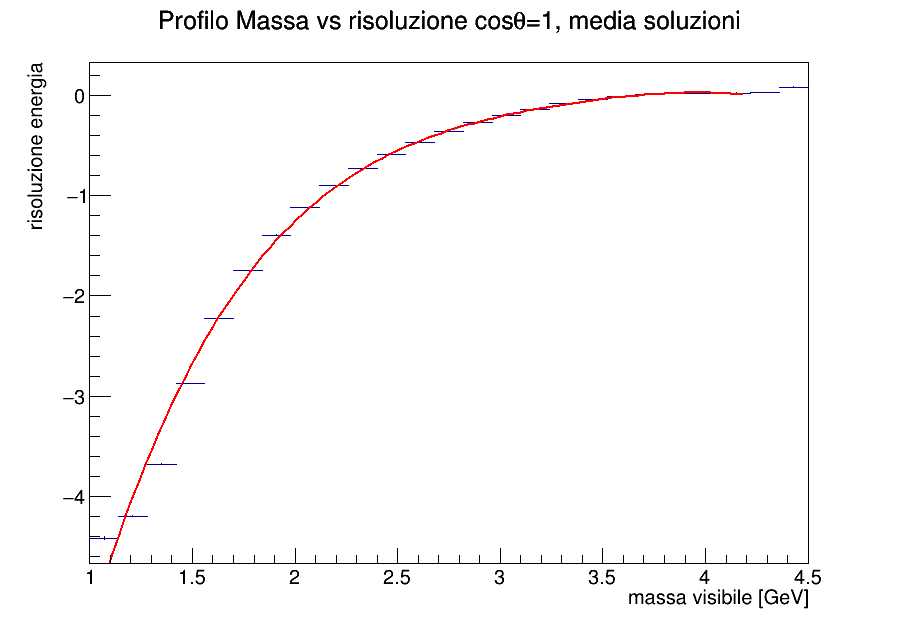 Profilo Massa vs risoluzione cosθ=1, media soluzioni
risoluzione energia
0
−1
−2
−3
−4
1 1.5 2 2.5 3 3.5 4 4.5
massa visibile [GeV]